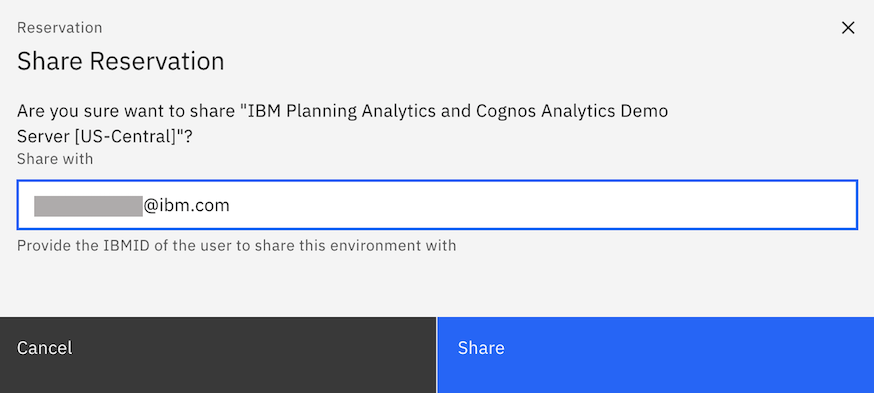 Reservation
Share Reservation
Are you sure want to share "IBM Planning Analytics and Cognos Analytics Demo
Server [US-Central]"?
Share with
@ibm.com
Provide the IBMID of the user to share this environment with
Cancel
Share